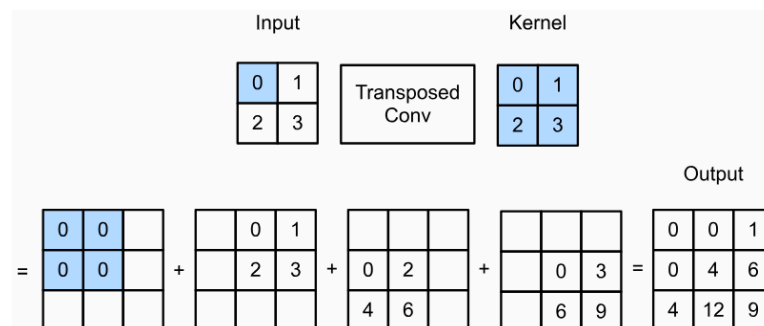 Input Kernel
0 1 Transposed Conv 0 1
2 3 2 3
Output
0 0 0 1 0 0 1
= 0 0 + 2 3 + 0 2 + 0 3 = 0 4 6
4 6 6 9 4 12 9